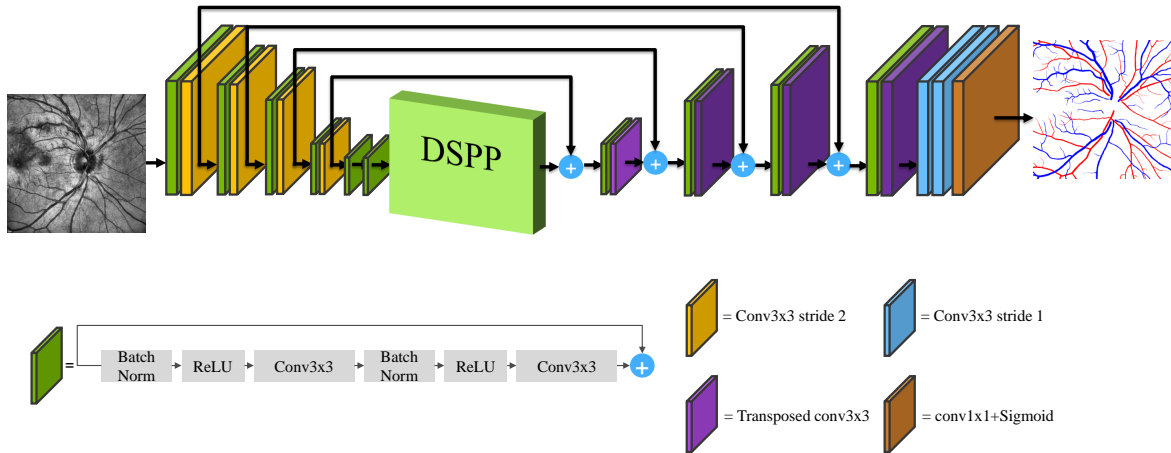 DSPP
+
+
+
+
= Conv3x3 stride 2
= Conv3x3 stride 1
=
Batch
Norm
ReLU
Conv3x3
Batch
Norm
ReLU
Conv3x3
+
= Transposed conv3x3
= conv1x1+Sigmoid